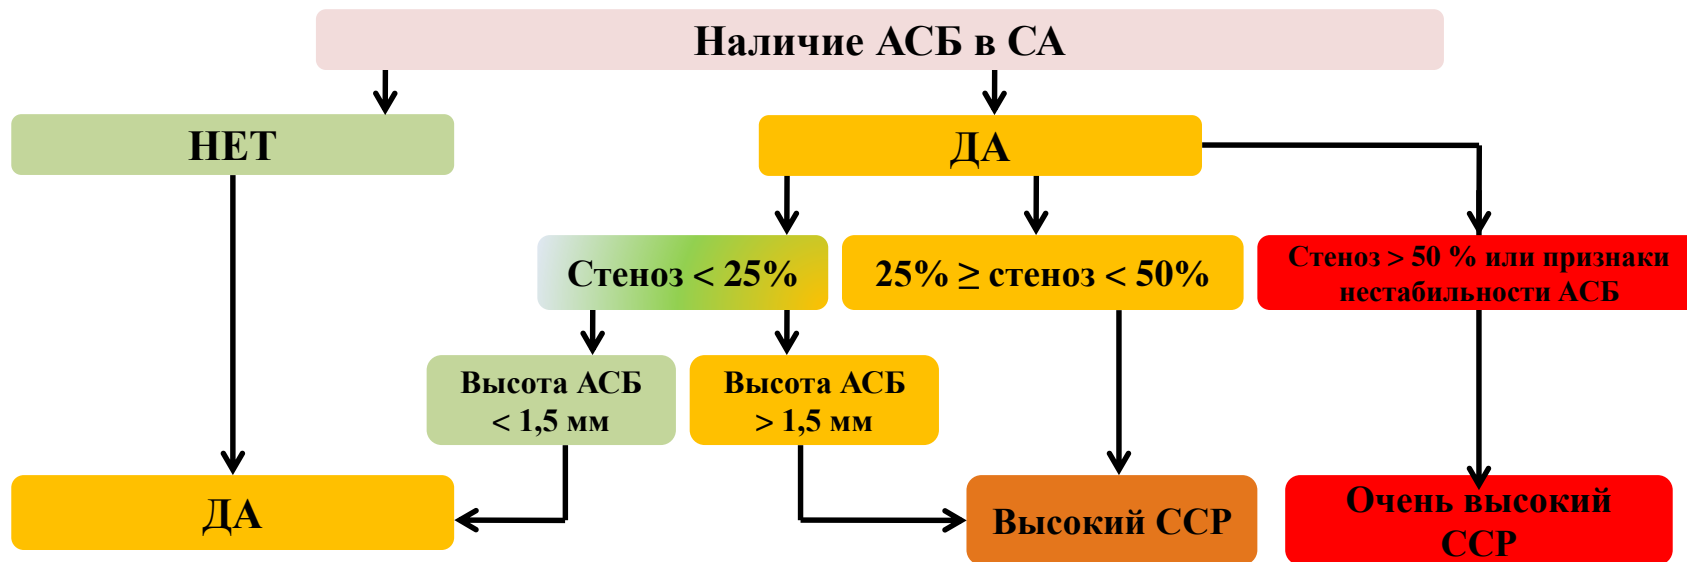 Наличие АСБ в СА
НЕТ
ДА
Стеноз < 25%
25% ≥ стеноз < 50%
Стеноз > 50 % или признаки
нестабильности АСБ
Высота АСБ
< 1,5 мм
Высота АСБ
> 1,5 мм
ДА
Высокий ССР
Очень высокий
ССР